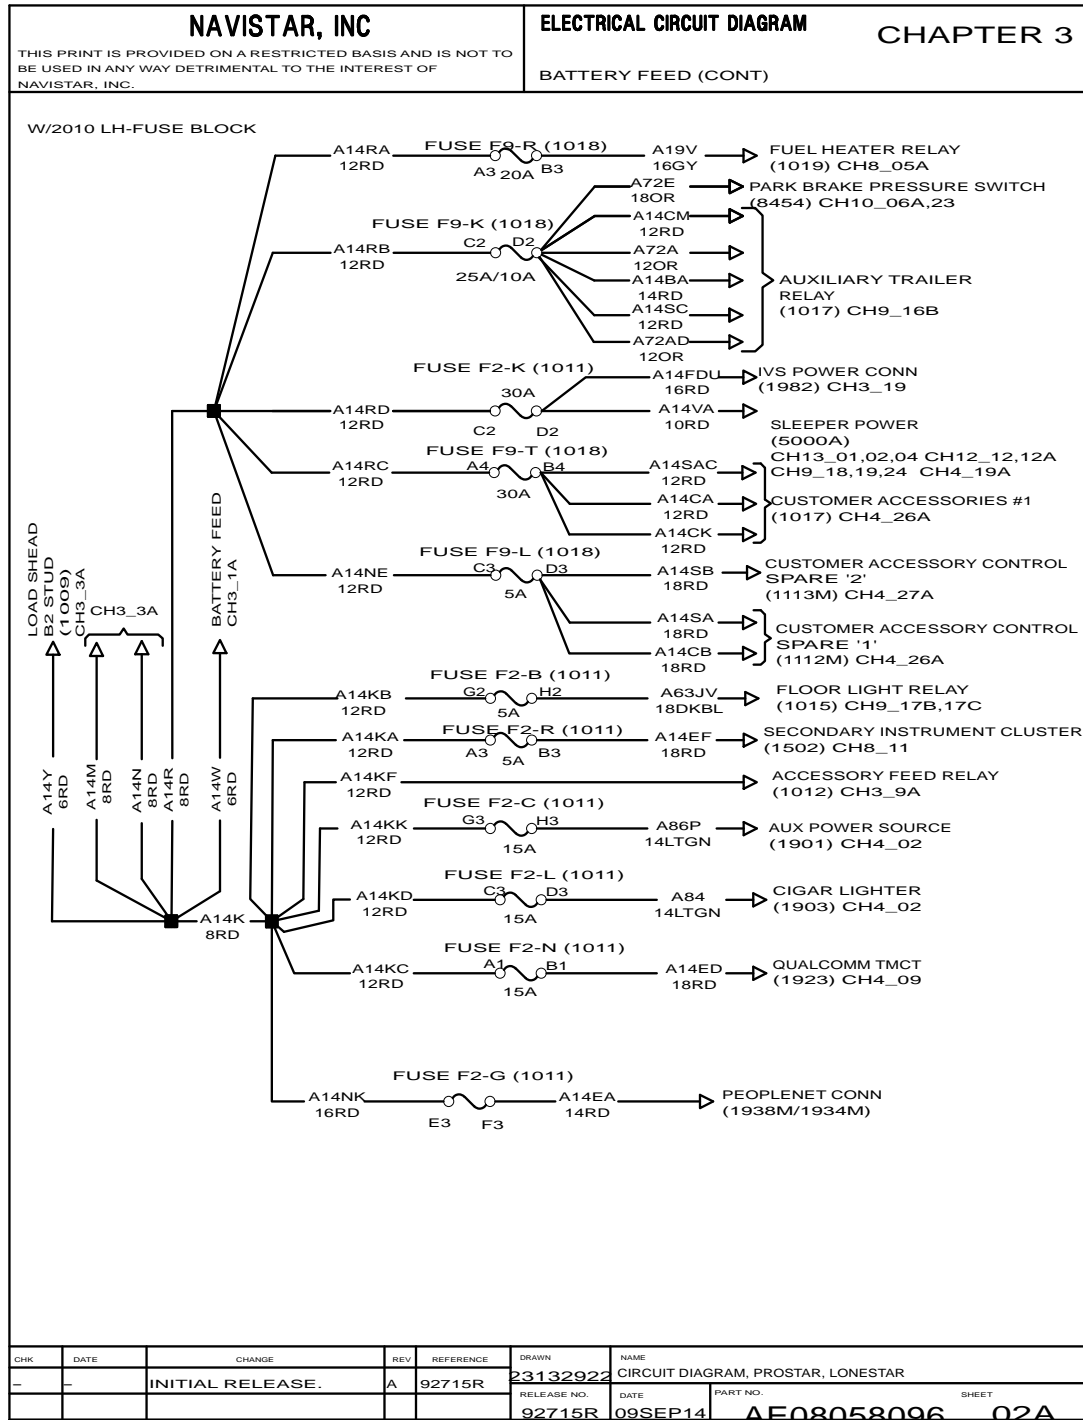 NAVISTAR, INC
THIS PRINT IS PROVIDED ON A RESTRICTED BASIS AND IS NOT TO
BE USED IN ANY WAY DETRIMENTAL TO THE INTEREST OF
NAVISTAR, INC.
ELECTRICAL CIRCUIT DIAGRAM
CHAPTER 3
BATTERY FEED (CONT)
W/2010 LH-FUSE BLOCK
A14RA
12RD
FUSE F9-R (1018)
A3 20A B3
A19V
16GY
FUEL HEATER RELAY
(1019) CH8_05A
A72E
18OR
PARK BRAKE PRESSURE SWITCH
(8454) CH10_06A,23
A14RB
12RD
FUSE F9-K (1018)
C2 D2
25A/10A
A14CM
12RD
A72A
12OR
A14BA
14RD
A14SC
12RD
A72AD
12OR
AUXILIARY TRAILER
RELAY
(1017) CH9_16B
FUSE F2-K (1011)
30A
A14RD
12RD
C2 D2
A14FDU
16RD
IVS POWER CONN
(1982) CH3_19
A14VA
10RD
SLEEPER POWER
(5000A)
CH13_01,02,04 CH12_12,12A
CH9_18,19,24 CH4_19A
FUSE F9-T (1018)
A14RC
12RD
A4 B4
30A
A14SAC
12RD
A14CA
12RD
A14CK
12RD
CUSTOMER ACCESSORIES #1
(1017) CH4_26A
FUSE F9-L (1018)
A14NE
12RD
C3 D3
5A
A14SB
18RD
CUSTOMER ACCESSORY CONTROL
SPARE '2'
(1113M) CH4_27A
A14SA
18RD
A14CB
18RD
CUSTOMER ACCESSORY CONTROL
SPARE '1'
(1112M) CH4_26A
LOAD SHEAD
B2 STUD
(1009)
CH3_3A
CH3_3A
BATTERY FEED
CH3_1A
A14Y
6RD
A14M
8RD
A14N
8RD
A14R
8RD
A14W
6RD
A14K
8RD
FUSE F2-B (1011)
A14KB
12RD
G2 H2
5A
A63JV
18DKBL
FLOOR LIGHT RELAY
(1015) CH9_17B,17C
FUSE F2-R (1011)
A14KA
12RD
A3 5A B3
A14EF
18RD
SECONDARY INSTRUMENT CLUSTER
(1502) CH8_11
A14KF
12RD
ACCESSORY FEED RELAY
(1012) CH3_9A
FUSE F2-C (1011)
A14KK
12RD
G3 H3
15A
A86P
14LTGN
AUX POWER SOURCE
(1901) CH4_02
FUSE F2-L (1011)
A14KD
12RD
C3 D3
15A
A84
14LTGN
CIGAR LIGHTER
(1903) CH4_02
FUSE F2-N (1011)
A14KC
12RD
A1 B1
15A
A14ED
18RD
QUALCOMM TMCT
(1923) CH4_09
FUSE F2-G (1011)
A14NK
16RD
E3 F3
A14EA
14RD
PEOPLENET CONN
(1938M/1934M)
CHK DATE CHANGE REV REFERENCE
- - INITIAL RELEASE. A 92715R
DRAWN
23132922
NAME
CIRCUIT DIAGRAM, PROSTAR, LONESTAR
RELEASE NO.
92715R
DATE
09SEP14
PART NO.
AE08058096
SHEET
02A